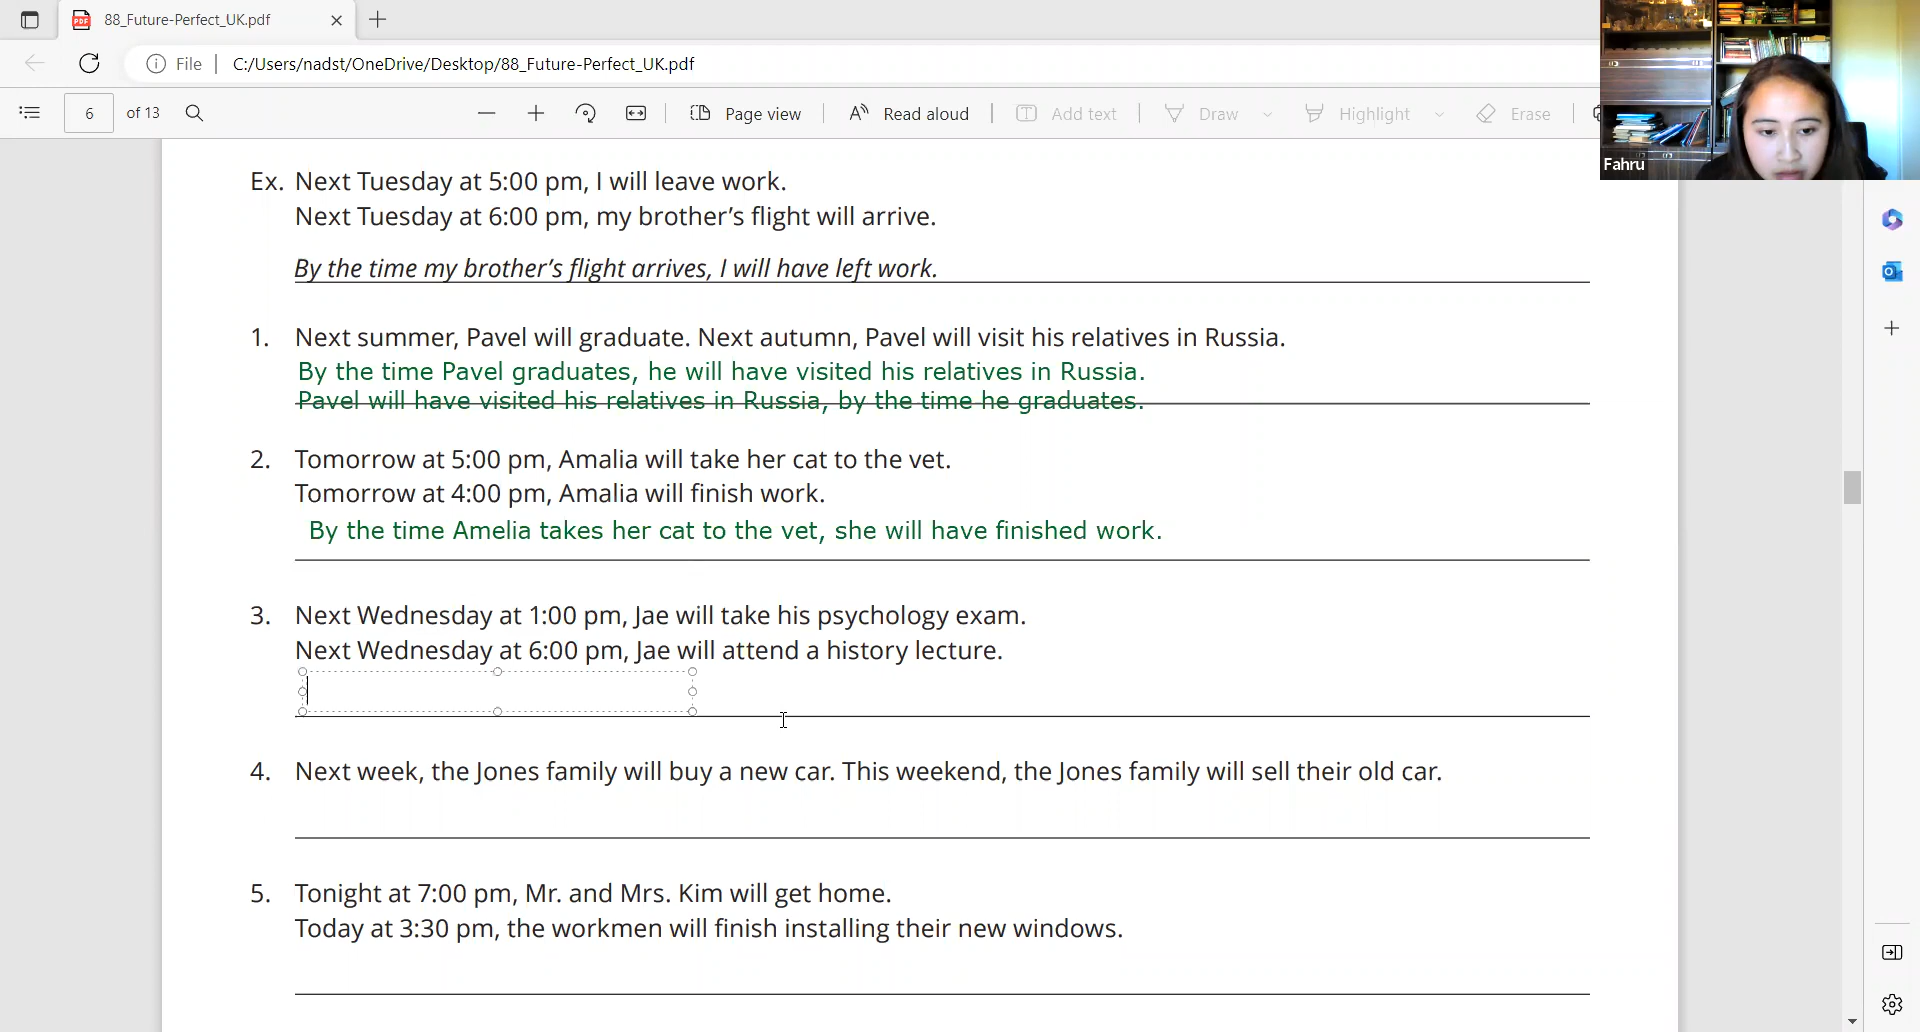 88_Future-Perfect_UK.pdf
File
C:/Users/nadst/OneDrive/Desktop/88_Future-Perfect_UK.pdf
6 of 13
Page view
Read aloud
Add text
Draw
Highlight
Erase
Fahru
Ex. Next Tuesday at 5:00 pm, I will leave work.
Next Tuesday at 6:00 pm, my brother’s flight will arrive.
By the time my brother’s flight arrives, I will have left work.
1. Next summer, Pavel will graduate. Next autumn, Pavel will visit his relatives in Russia.
By the time Pavel graduates, he will have visited his relatives in Russia.
Pavel will have visited his relatives in Russia, by the time he graduates.
2. Tomorrow at 5:00 pm, Amalia will take her cat to the vet.
Tomorrow at 4:00 pm, Amalia will finish work.
By the time Amelia takes her cat to the vet, she will have finished work.
3. Next Wednesday at 1:00 pm, Jae will take his psychology exam.
Next Wednesday at 6:00 pm, Jae will attend a history lecture.
4. Next week, the Jones family will buy a new car. This weekend, the Jones family will sell their old car.
5. Tonight at 7:00 pm, Mr. and Mrs. Kim will get home.
Today at 3:30 pm, the workmen will finish installing their new windows.